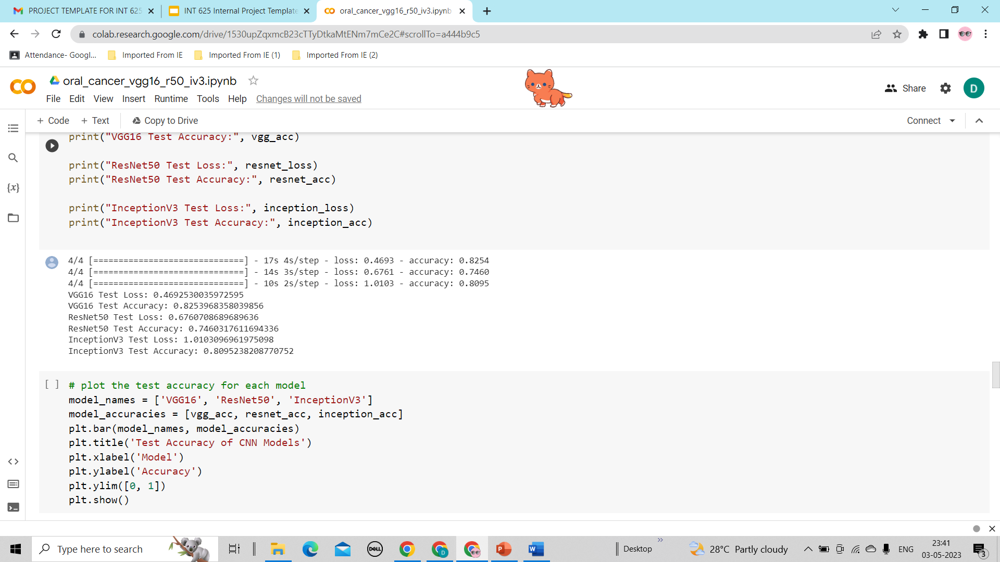 PROJECT TEMPLATE FOR INT 625
INT 625 Internal Project Template
oral_cancer_vgg16_r50_iv3.ipynb
colab.research.google.com/drive/1530upZqxmcB23cTTyDtkaMtENm7mCe2C#scrollTo=a444b9c5
Attendance- Googl...
Imported From IE
Imported From IE (1)
Imported From IE (2)
oral_cancer_vgg16_r50_iv3.ipynb
File Edit View Insert Runtime Tools Help Changes will not be saved
Share
D
+ Code + Text Copy to Drive
Connect
print("VGG16 Test Accuracy:", vgg_acc)
print("ResNet50 Test Loss:", resnet_loss)
print("ResNet50 Test Accuracy:", resnet_acc)
{x}
print("InceptionV3 Test Loss:", inception_loss)
print("InceptionV3 Test Accuracy:", inception_acc)
4/4 [==============================] - 17s 4s/step - loss: 0.4693 - accuracy: 0.8254
4/4 [==============================] - 14s 3s/step - loss: 0.6761 - accuracy: 0.7460
4/4 [==============================] - 10s 2s/step - loss: 1.0103 - accuracy: 0.8095
VGG16 Test Loss: 0.4692530035972595
VGG16 Test Accuracy: 0.8253968358039856
ResNet50 Test Loss: 0.6760708689689636
ResNet50 Test Accuracy: 0.7460317611694336
InceptionV3 Test Loss: 1.0103096961975098
InceptionV3 Test Accuracy: 0.8095238208770752
[ ] # plot the test accuracy for each model
model_names = ['VGG16', 'ResNet50', 'InceptionV3']
model_accuracies = [vgg_acc, resnet_acc, inception_acc]
plt.bar(model_names, model_accuracies)
plt.title('Test Accuracy of CNN Models')
plt.xlabel('Model')
plt.ylabel('Accuracy')
plt.ylim([0, 1])
plt.show()
Type here to search
DELL
D
P
W
Desktop
28°C Partly cloudy
ENG
23:41
03-05-2023
3